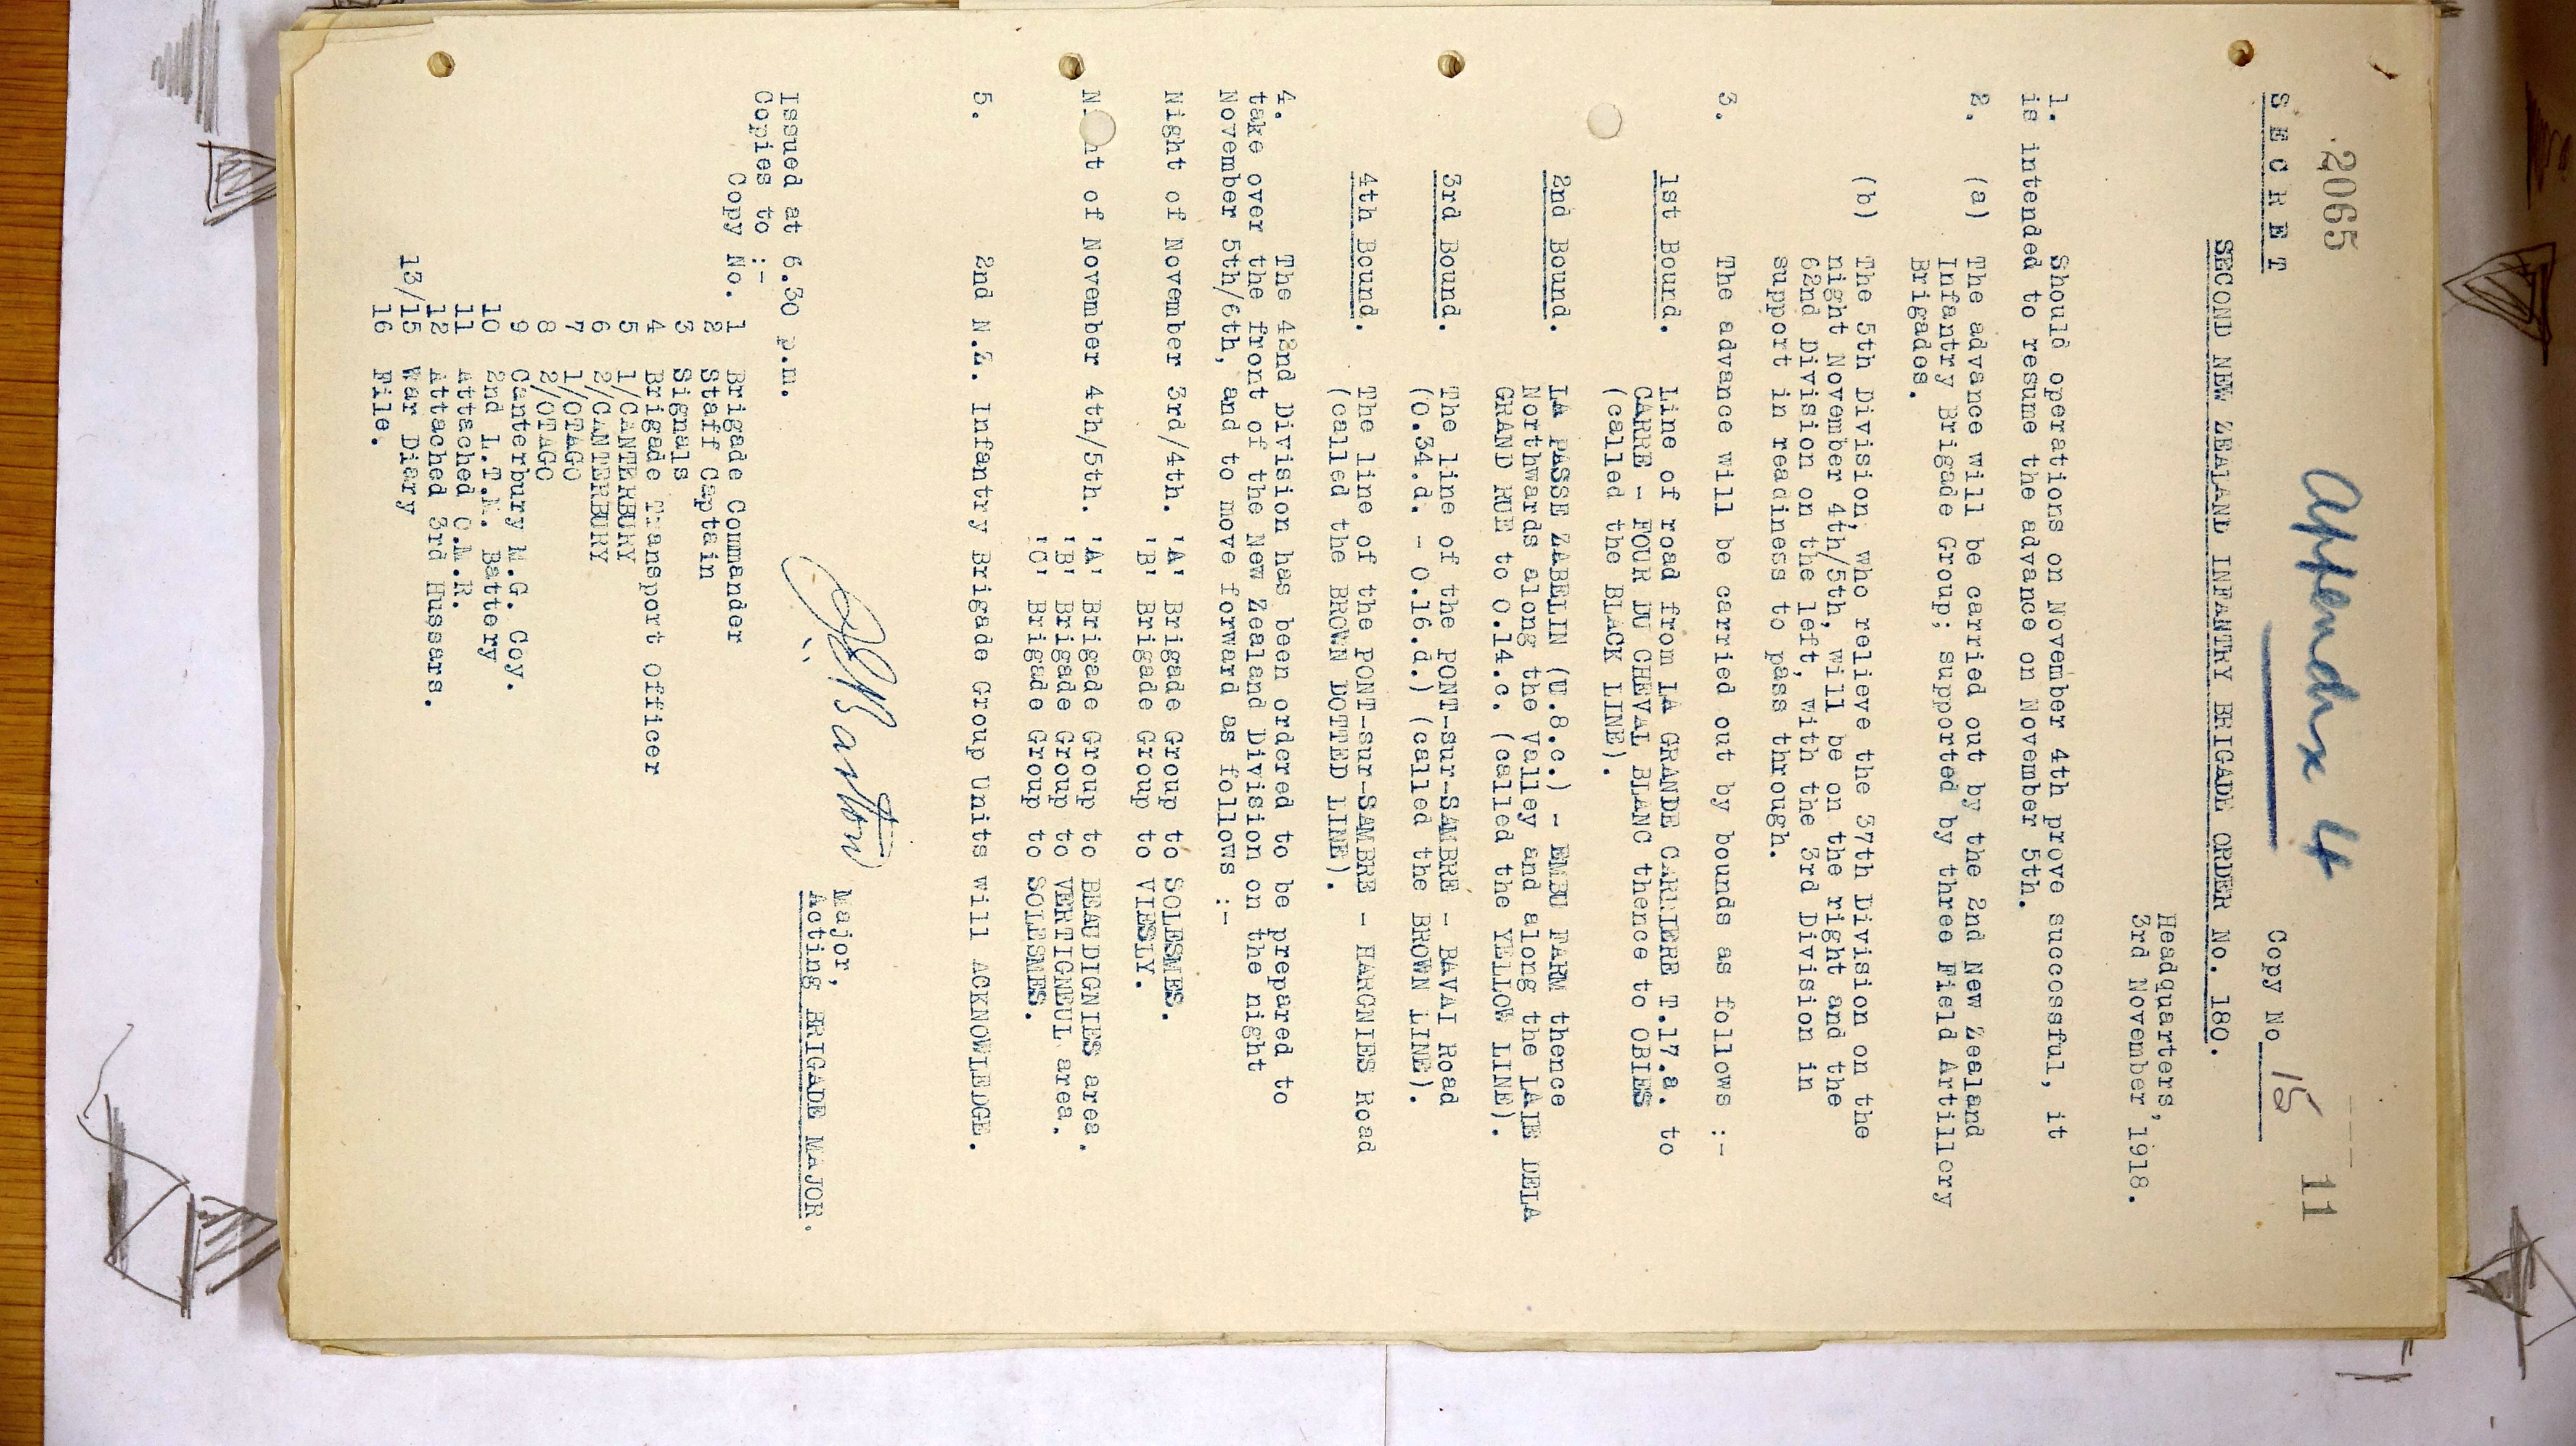 2065
Appendix 4
11
SECRET
Copy No 15
SECOND NEW ZEALAND INFANTRY BRIGADE ORDER No. 180.
Headquarters,
3rd November 1918.
1. Should operations on November 4th prove successful, it
is intended to resume the advance on November 5th.
2. (a) The advance will be carried out by the 2nd New Zealand
Infantry Brigade Group; supported by three Field Artillery
Brigades.
(b) The 5th Division, who relieve the 37th Division on the
night November 4th/5th, will be on the right and the
62nd Division on the left, with the 3rd Division in
support in readiness to pass through.
3. The advance will be carried out by bounds as follows :-
1st Bound. Line of road from LA GRANDE CARRIERE T.17.a. to
CARRE - FOUR DU CHEVAL BLANC thence to OBIES
(called the BLACK LINE).
2nd Bound. LA PASSE ZABELIN (U.8.c.) - EMBU FARM thence
Northwards along the Valley and along the LAIE DELA
GRAND RUE to O.14.c. (called the YELLOW LINE).
3rd Bound. The line of the PONT-sur-SAMBRE - BAVAI Road
(O.34.d. - O.16.d.) (called the BROWN LINE).
4th Bound. The line of the PONT-sur-SAMBRE - HARGNIES Road
(called the BROWN DOTTED LINE).
4. The 42nd Division has been ordered to be prepared to
take over the front of the New Zealand Division on the night
November 5th/6th, and to move forward as follows :-
Night of November 3rd/4th. 'A' Brigade Group to SOLESMES.
'B' Brigade Group to VIESLY.
N ht of November 4th/5th. 'A' Brigade Group to BEAUDIGNIES area.
'B' Brigade Group to VERTIGNEUL area.
'C' Brigade Group to SOLESMES.
5. 2nd N.Z. Infantry Brigade Group Units will ACKNOWLEDGE.
Major,
Acting BRIGADE MAJOR.
Issued at 6.30 p.m.
Copies to :-
Copy No. 1 Brigade Commander
2 Staff Captain
3 Signals
4 Brigade Transport Officer
5 1/CANTERBURY
6 2/CANTERBURY
7 1/OTAGO
8 2/OTAGO
9 Canterbury M.G. Coy.
10 2nd L.T.M. Battery
11 Attached C.M.R.
12 Attached 3rd Hussars.
13/15 War Diary
16 File.